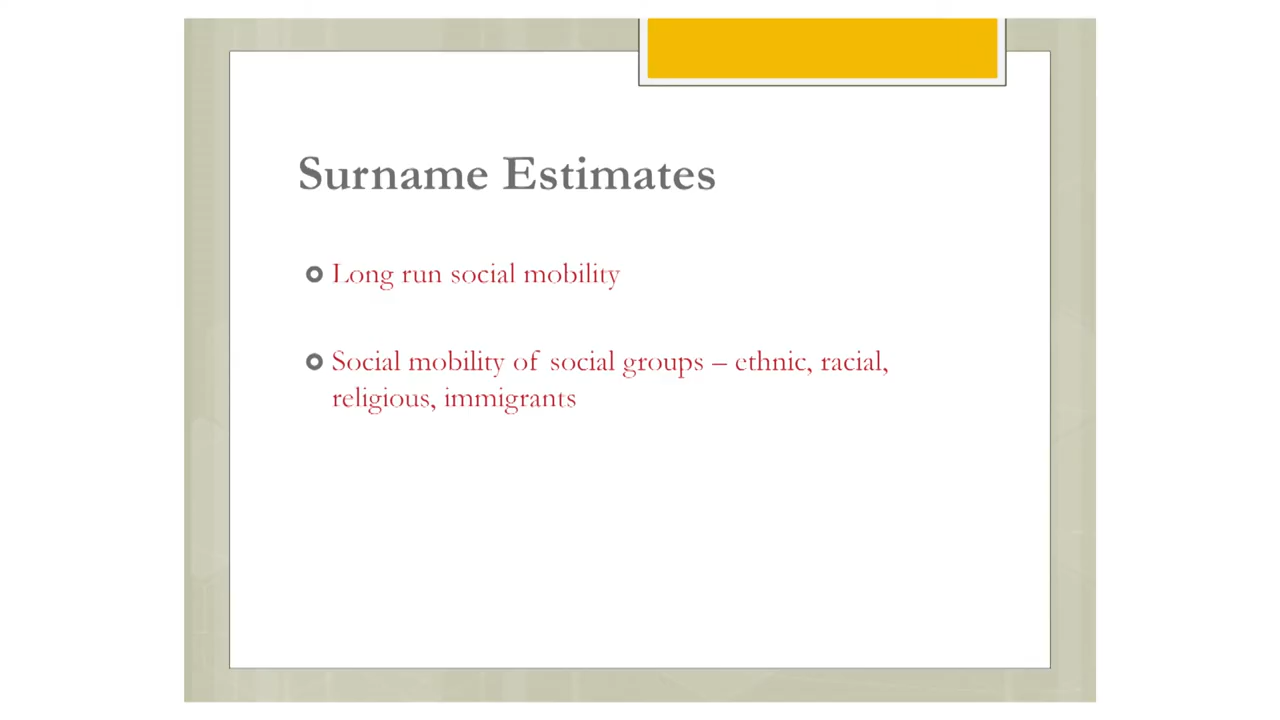 Surname Estimates
Long run social mobility
Social mobility of social groups – ethnic, racial,
religious, immigrants